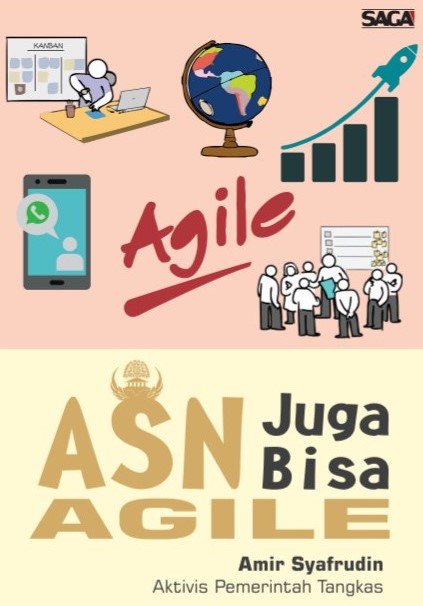 SAGA
KANBAN
Agile
ASN Juga
Bisa
AGILE
Amir Syafrudin
Aktivis Pemerintah Tangkas